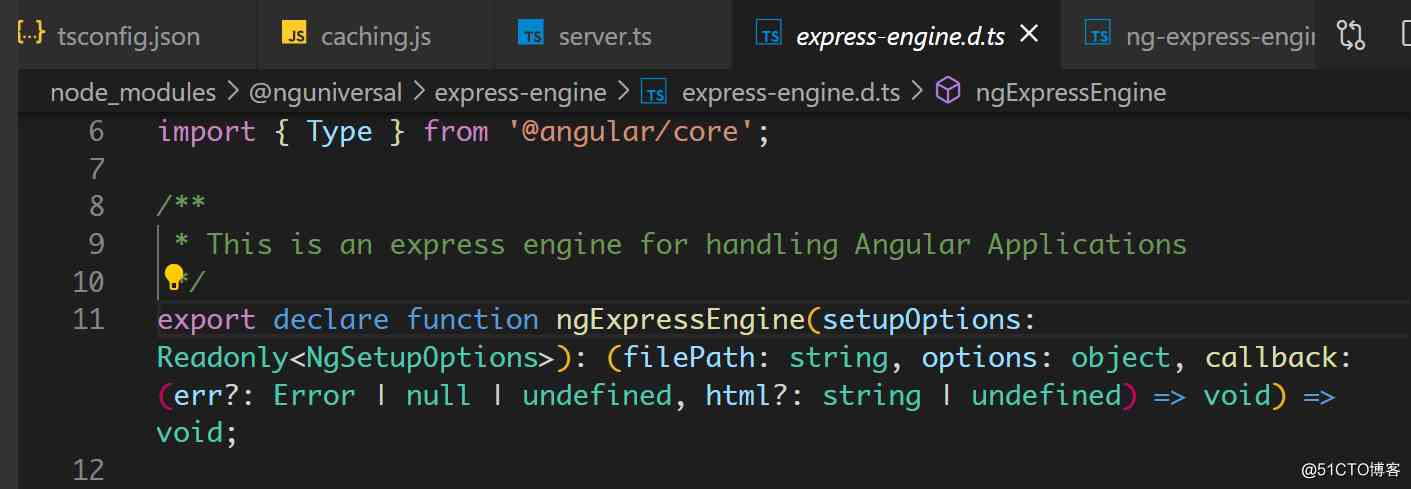 {..} tsconfig.json JS caching.js TS server.ts TS express-engine.d.ts × TS ng-express-engin
node_modules > @nguniversal > express-engine > TS express-engine.d.ts > ngExpressEngine
6 import { Type } from '@angular/core';
7
8 /**
9 * This is an express engine for handling Angular Applications
10 */
11 export declare function ngExpressEngine(setupOptions:
Readonly<NgSetupOptions>): (filePath: string, options: object, callback:
(err?: Error | null | undefined, html?: string | undefined) => void) =>
void;
12
@51CTO博客